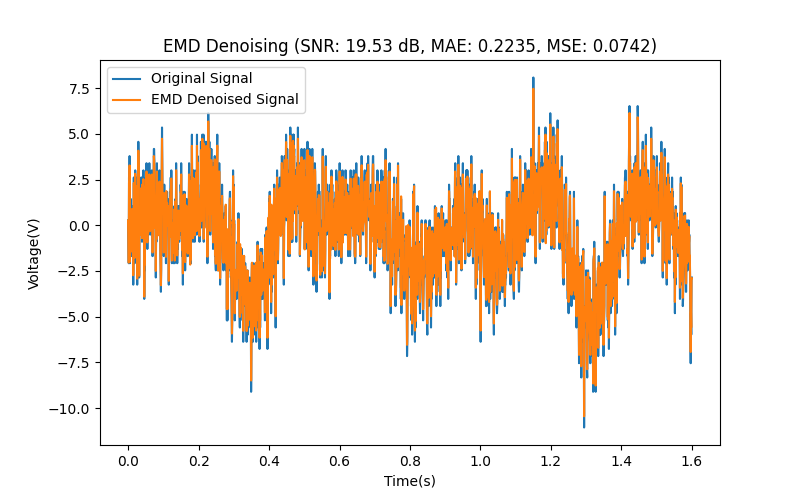 EMD Denoising (SNR: 19.53 dB, MAE: 0.2235, MSE: 0.0742)
Original Signal
EMD Denoised Signal
7.5
5.0
2.5
0.0
−2.5
−5.0
−7.5
−10.0
Voltage(V)
0.0 0.2 0.4 0.6 0.8 1.0 1.2 1.4 1.6
Time(s)